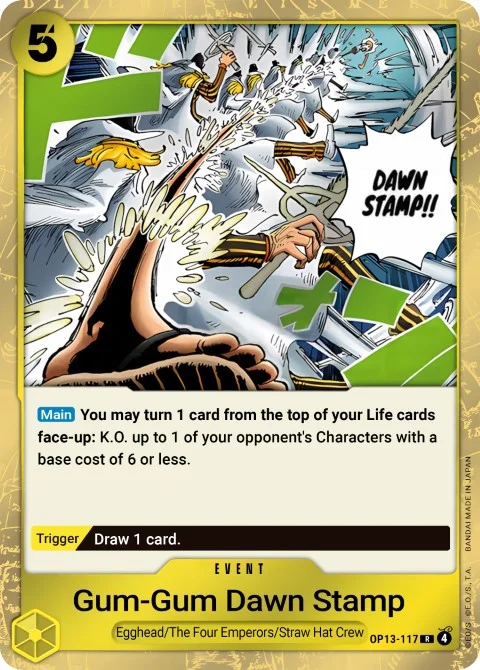 5
DAWN
STAMP!!
Main You may turn 1 card from the top of your Life cards
face-up: K.O. up to 1 of your opponent's Characters with a
base cost of 6 or less.
Trigger Draw 1 card.
EVENT
Gum-Gum Dawn Stamp
Egghead/The Four Emperors/Straw Hat Crew
OP13-117 R 4
BANDAI MADE IN JAPAN